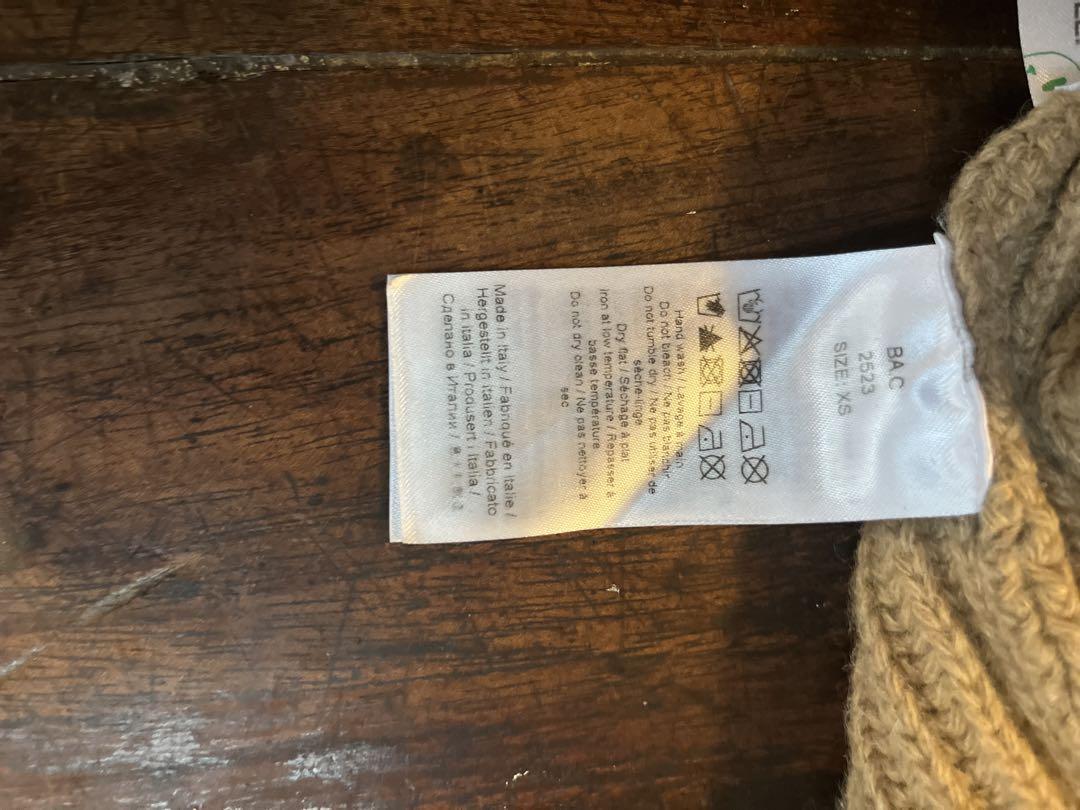 BAC
2523
SIZE: XS
Hand wash / Lavage à main
Do not bleach / Ne pas blanchir
Do not tumble dry / Ne pas utiliser de
sèche-linge
Dry flat / Séchage à plat
Iron at low temperature / Repasser à
basse température
Do not dry clean / Ne pas nettoyer à
sec
Made in Italy / Fabriqué en Italie /
Hergestellt in Italien / Fabbricato
in Italia / Produsert i Italia /
Сделано в Италии /